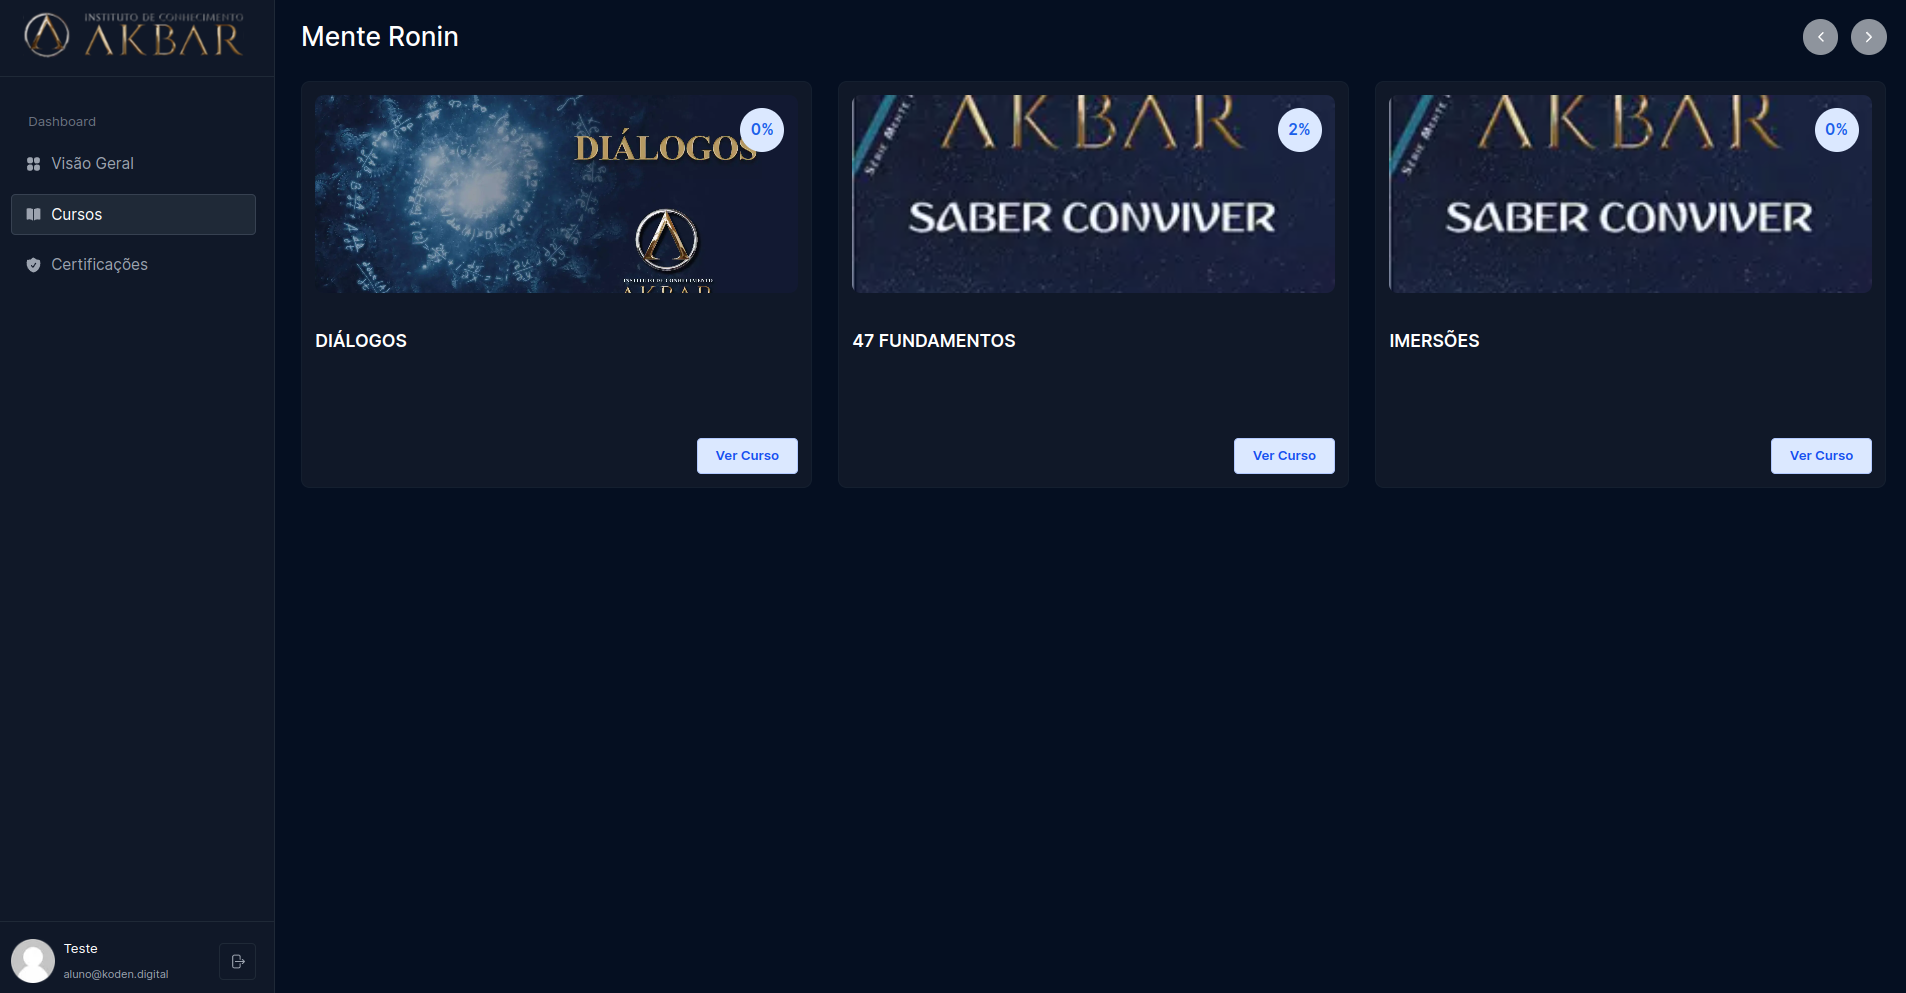 INSTITUTO DE CONHECIMENTO
AKBAR
Dashboard
Visão Geral
Cursos
Certificações
Teste
aluno@koden.digital
Mente Ronin
DIÁLOGOS
0%
INSTITUTO DE CONHECIMENTO
AKBAR
DIÁLOGOS
Ver Curso
SÉRIE MENTE
AKBAR
2%
SABER CONVIVER
47 FUNDAMENTOS
Ver Curso
SÉRIE MENTE
AKBAR
0%
SABER CONVIVER
IMERSÕES
Ver Curso